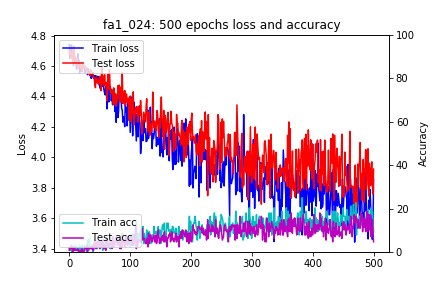 fa1_024: 500 epochs loss and accuracy
4.8
4.6
4.4
4.2
4.0
3.8
3.6
3.4
Loss
Train loss
Test loss
Train acc
Test acc
0
100
200
300
400
500
100
80
60
40
20
0
Accuracy